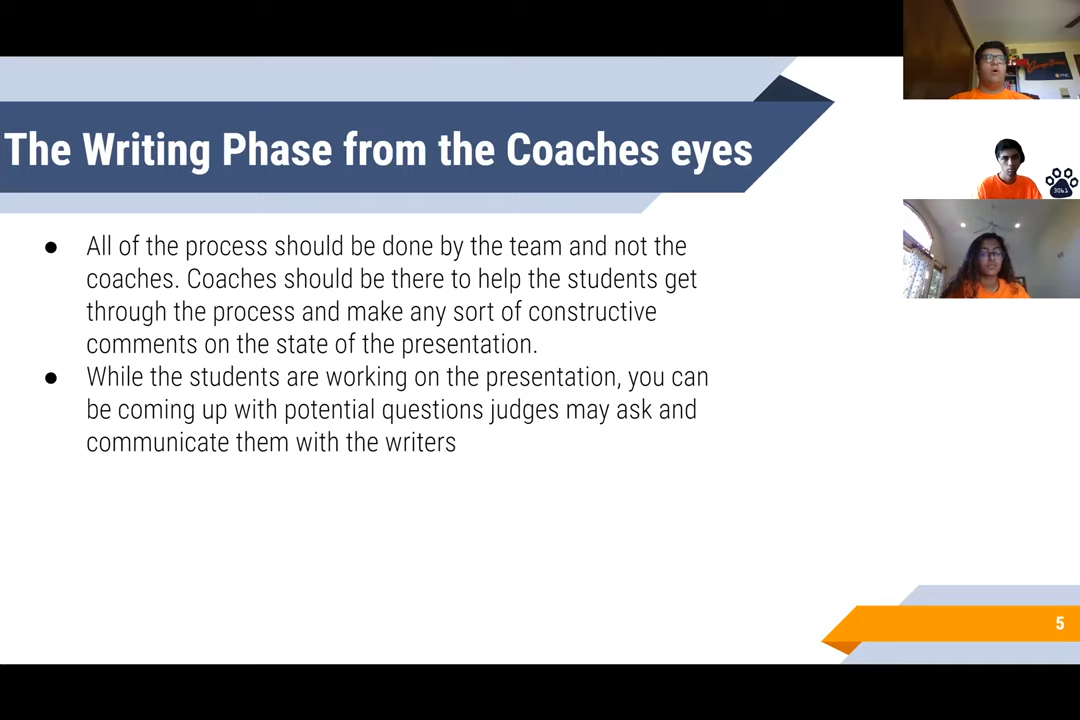 The Writing Phase from the Coaches eyes
● All of the process should be done by the team and not the
coaches. Coaches should be there to help the students get
through the process and make any sort of constructive
comments on the state of the presentation.
● While the students are working on the presentation, you can
be coming up with potential questions judges may ask and
communicate them with the writers
3061
5